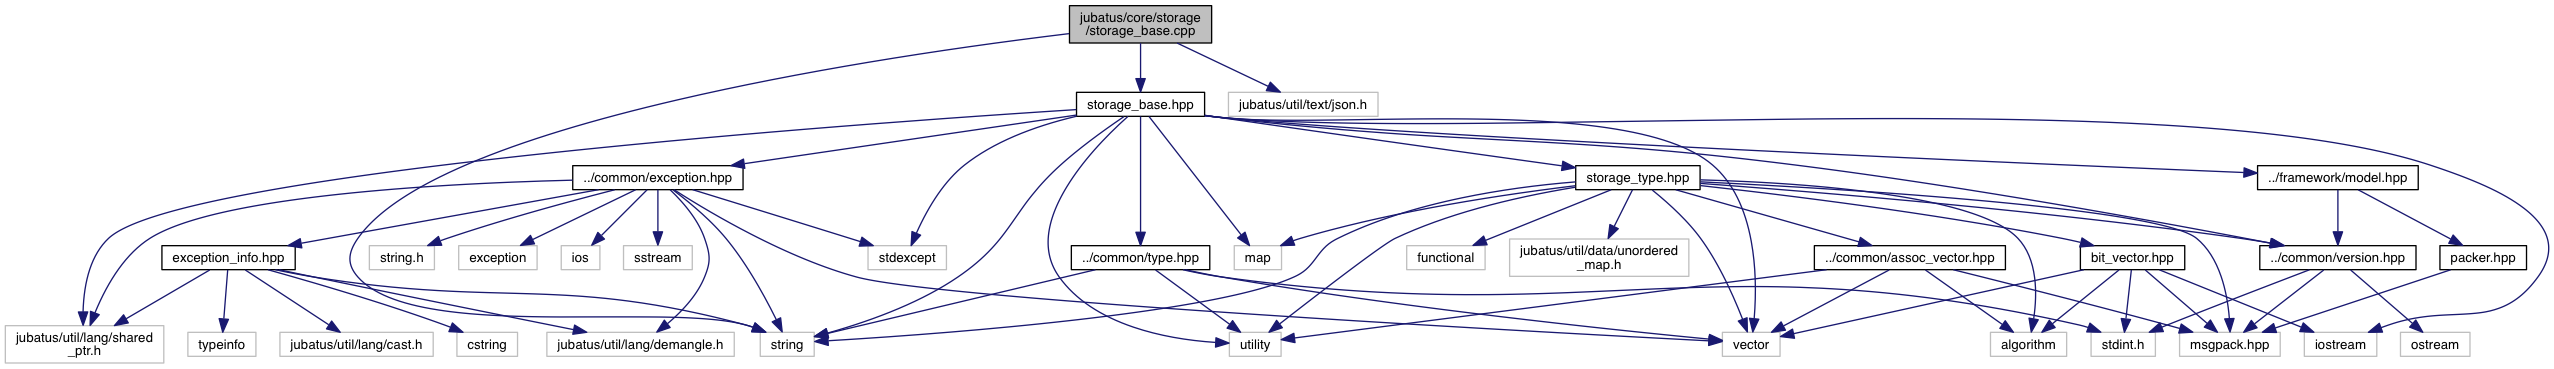 jubatus/core/storage
/storage_base.cpp
storage_base.hpp
jubatus/util/text/json.h
../common/exception.hpp
storage_type.hpp
../framework/model.hpp
exception_info.hpp
string.h
exception
ios
sstream
stdexcept
../common/type.hpp
map
functional
jubatus/util/data/unordered
_map.h
../common/assoc_vector.hpp
bit_vector.hpp
../common/version.hpp
packer.hpp
jubatus/util/lang/shared
_ptr.h
typeinfo
jubatus/util/lang/cast.h
cstring
jubatus/util/lang/demangle.h
string
utility
vector
algorithm
stdint.h
msgpack.hpp
iostream
ostream